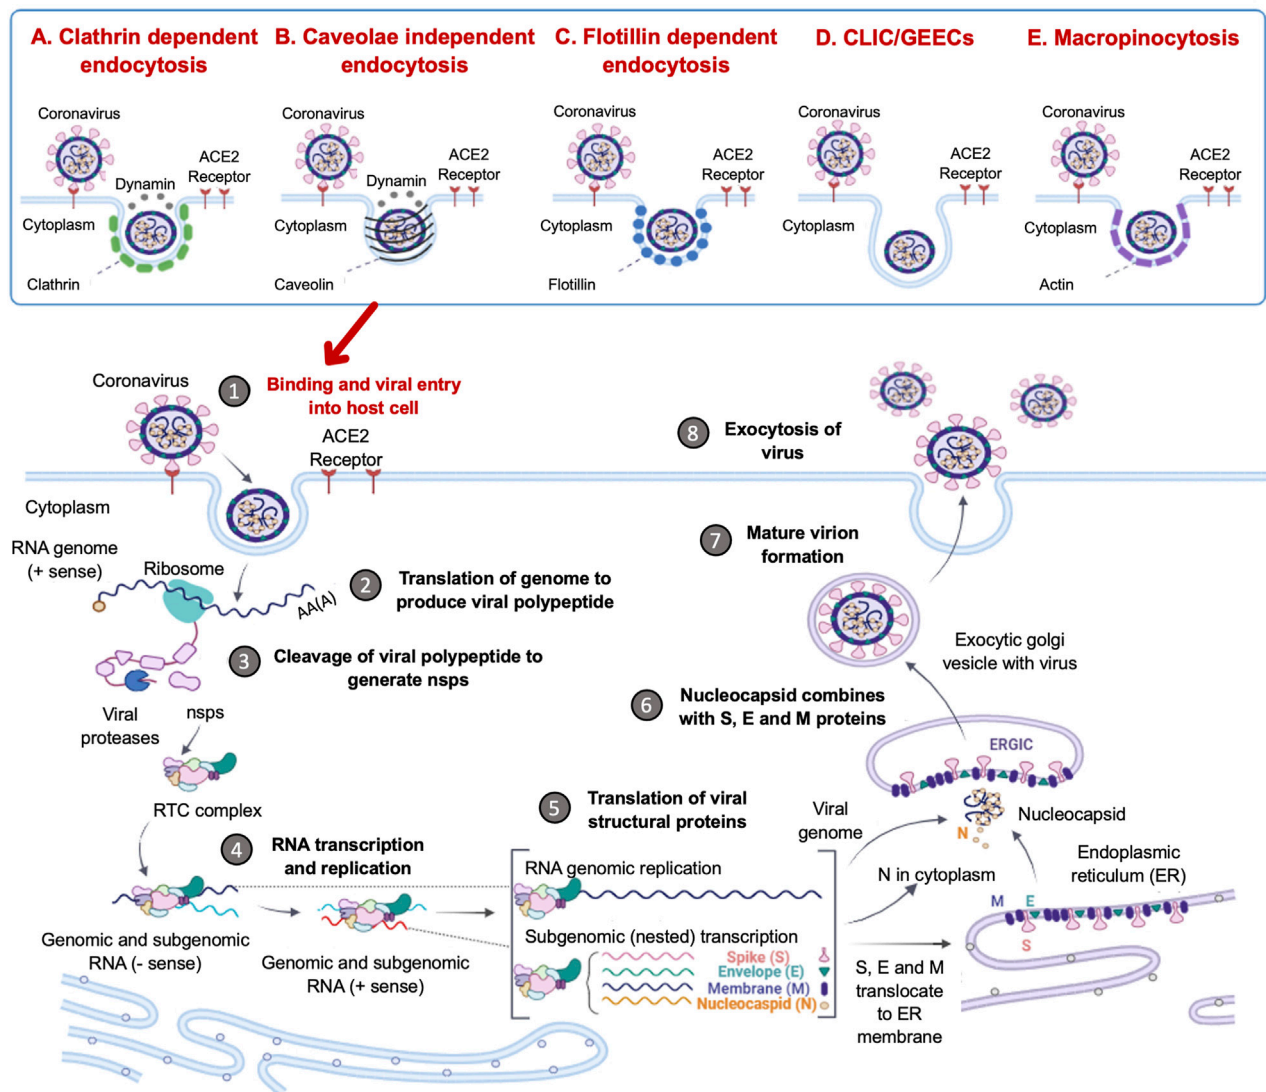 A. Clathrin dependent
endocytosis
B. Caveolae independent
endocytosis
C. Flotillin dependent
endocytosis
D. CLIC/GEECs
E. Macropinocytosis
Coronavirus
ACE2
Receptor
Dynamin
Cytoplasm
Clathrin
Coronavirus
ACE2
Receptor
Dynamin
Cytoplasm
Caveolin
Coronavirus
ACE2
Receptor
Cytoplasm
Flotillin
Coronavirus
ACE2
Receptor
Cytoplasm
Coronavirus
ACE2
Receptor
Cytoplasm
Actin
Coronavirus
1
Binding and viral entry
into host cell
ACE2
Receptor
Cytoplasm
RNA genome
(+ sense)
Ribosome
AA(A)
2
Translation of genome to
produce viral polypeptide
3
Cleavage of viral polypeptide to
generate nsps
Viral
proteases
nsps
RTC complex
4
RNA transcription
and replication
Genomic and subgenomic
RNA (- sense)
Genomic and subgenomic
RNA (+ sense)
5
Translation of viral
structural proteins
RNA genomic replication
Subgenomic (nested) transcription
Spike (S)
Envelope (E)
Membrane (M)
Nucleocaspid (N)
Viral
genome
N in cytoplasm
S, E and M
translocate
to ER
membrane
Endoplasmic
reticulum (ER)
M
E
S
N
Nucleocapsid
ERGIC
6
Nucleocapsid combines
with S, E and M proteins
Exocytic golgi
vesicle with virus
7
Mature virion
formation
8
Exocytosis of
virus